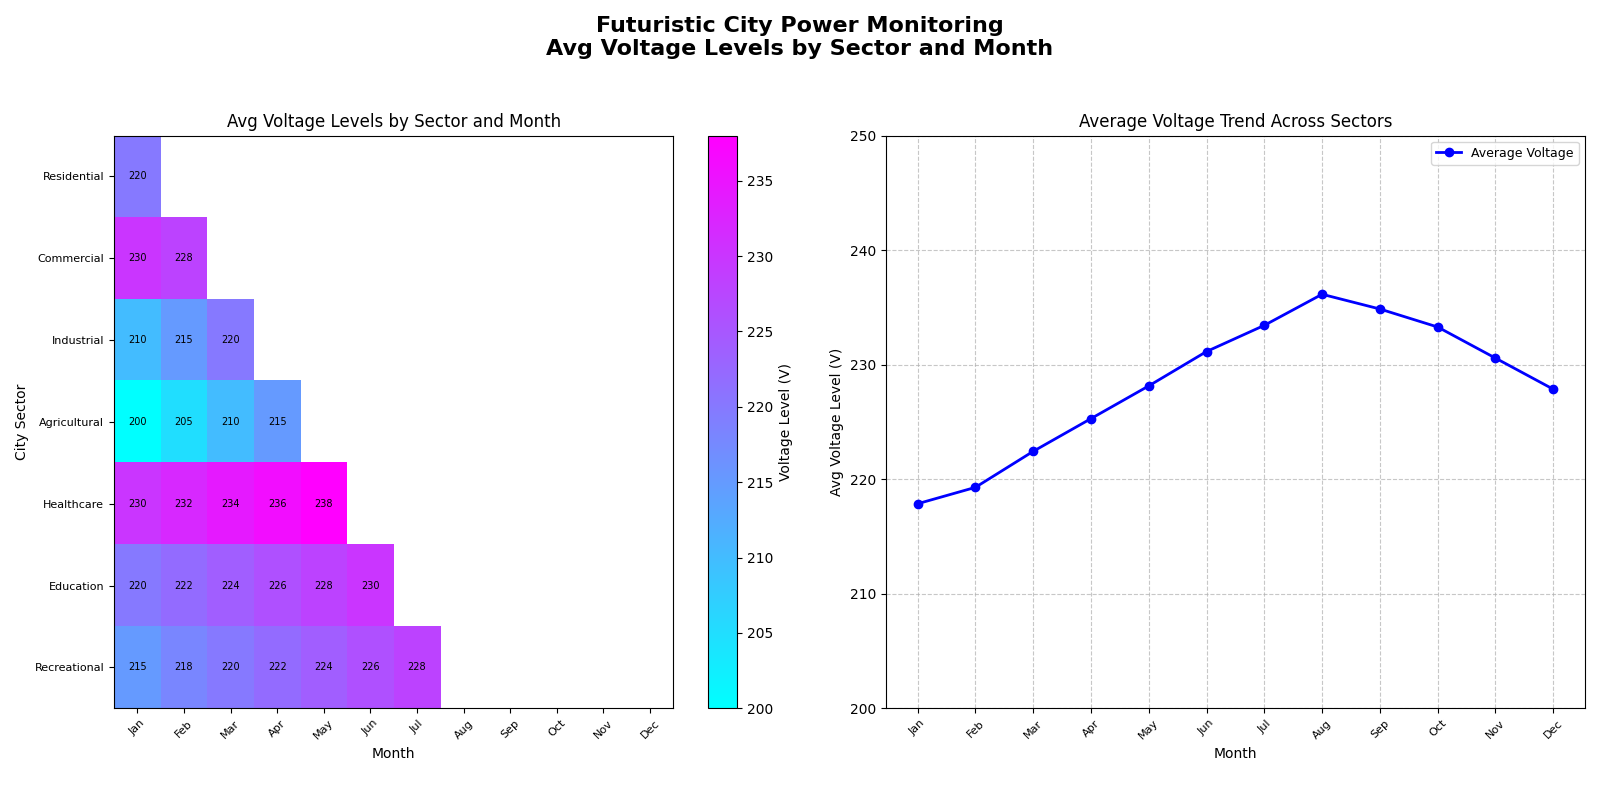 Futuristic City Power Monitoring
Avg Voltage Levels by Sector and Month
Avg Voltage Levels by Sector and Month
City Sector
Residential 220
Commercial 230 228
Industrial 210 215 220
Agricultural 200 205 210 215
Healthcare 230 232 234 236 238
Education 220 222 224 226 228 230
Recreational 215 218 220 222 224 226 228
Jan Feb Mar Apr May Jun Jul Aug Sep Oct Nov Dec
Month
235
230
225
220
215
210
205
200
Voltage Level (V)
Average Voltage Trend Across Sectors
Average Voltage
Avg Voltage Level (V)
250
240
230
220
210
200
Jan Feb Mar Apr May Jun Jul Aug Sep Oct Nov Dec
Month